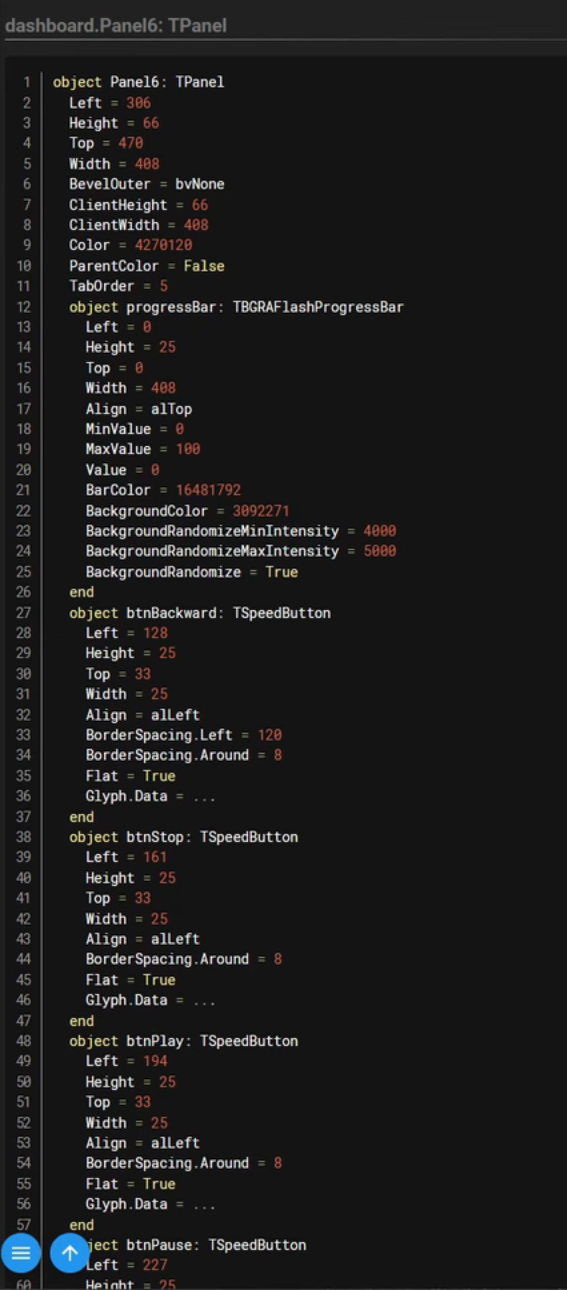 dashboard.Panel6: TPanel
1 object Panel6: TPanel
2 Left = 306
3 Height = 66
4 Top = 470
5 Width = 408
6 BevelOuter = bvNone
7 ClientHeight = 66
8 ClientWidth = 408
9 Color = 4270120
10 ParentColor = False
11 TabOrder = 5
12 object progressBar: TBGRAFlashProgressBar
13 Left = 0
14 Height = 25
15 Top = 0
16 Width = 408
17 Align = alTop
18 MinValue = 0
19 MaxValue = 100
20 Value = 0
21 BarColor = 16481792
22 BackgroundColor = 3092271
23 BackgroundRandomizeMinIntensity = 4000
24 BackgroundRandomizeMaxIntensity = 5000
25 BackgroundRandomize = True
26 end
27 object btnBackward: TSpeedButton
28 Left = 128
29 Height = 25
30 Top = 33
31 Width = 25
32 Align = alLeft
33 BorderSpacing.Left = 120
34 BorderSpacing.Around = 8
35 Flat = True
36 Glyph.Data = ...
37 end
38 object btnStop: TSpeedButton
39 Left = 161
40 Height = 25
41 Top = 33
42 Width = 25
43 Align = alLeft
44 BorderSpacing.Around = 8
45 Flat = True
46 Glyph.Data = ...
47 end
48 object btnPlay: TSpeedButton
49 Left = 194
50 Height = 25
51 Top = 33
52 Width = 25
53 Align = alLeft
54 BorderSpacing.Around = 8
55 Flat = True
56 Glyph.Data = ...
57 end
ject btnPause: TSpeedButton
Left = 227
60 Height = 25